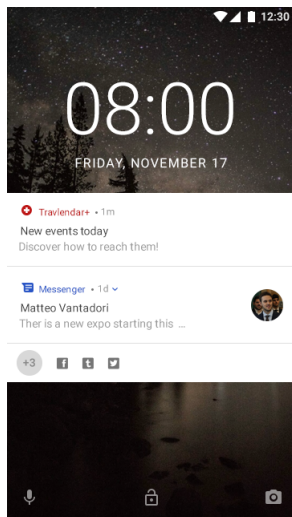 12:30
08:00
FRIDAY, NOVEMBER 17
Travlendar+ • 1m
New events today
Discover how to reach them!
Messenger • 1d
Matteo Vantadori
Ther is a new expo starting this ...
+3